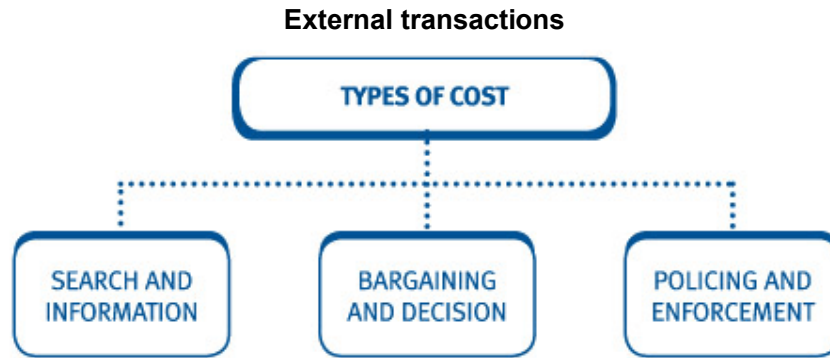 External transactions
TYPES OF COST
SEARCH AND
INFORMATION
BARGAINING
AND DECISION
POLICING AND
ENFORCEMENT